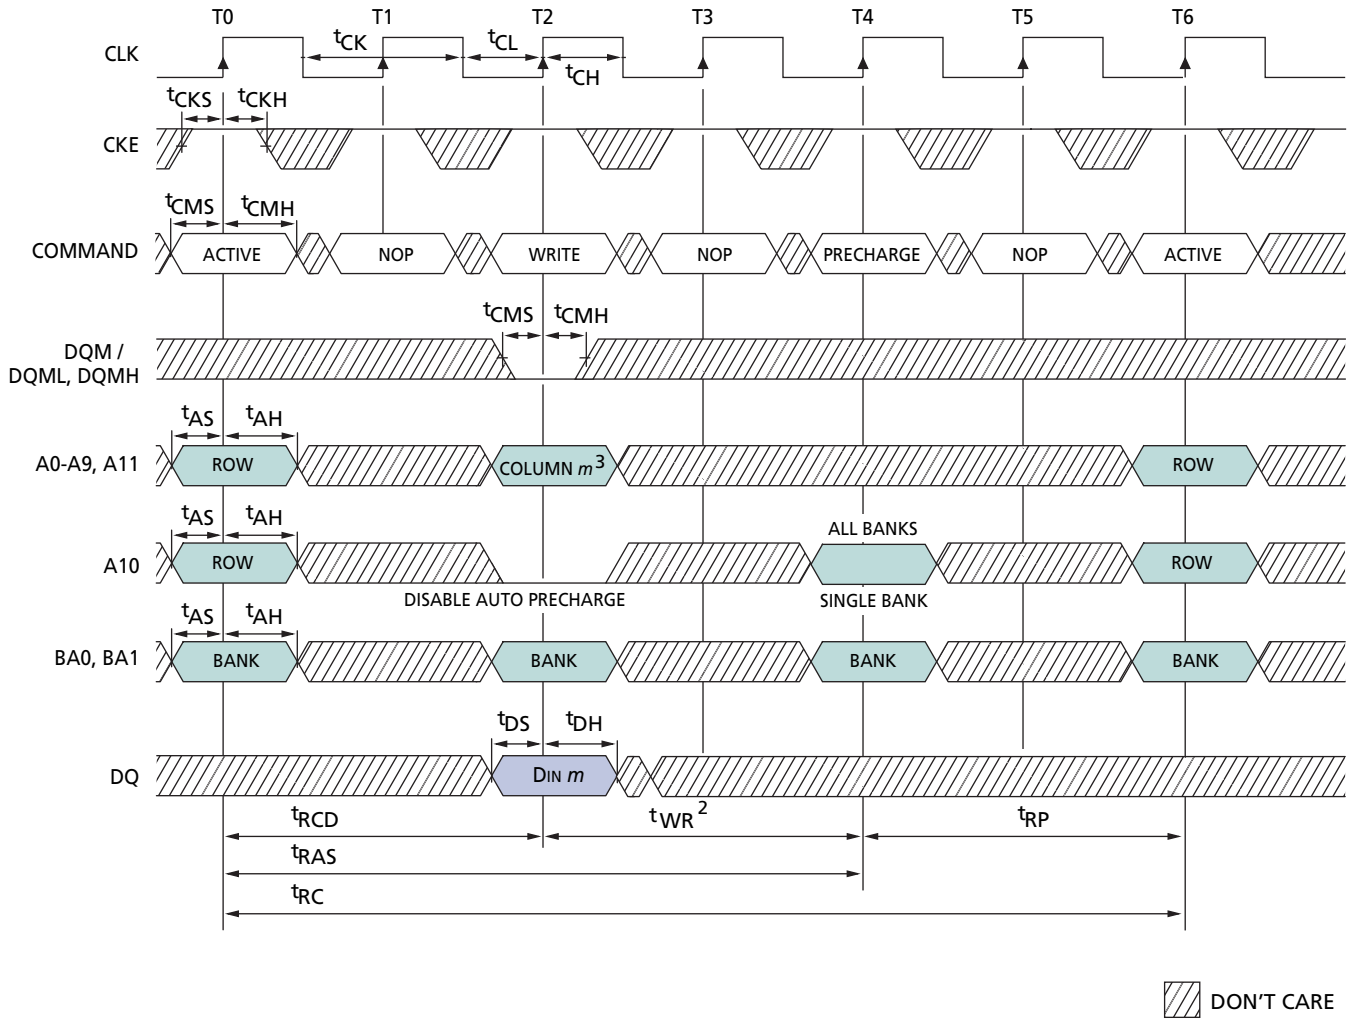 T0 T1 T2 T3 T4 T5 T6
CLK
tCK tCL
tCH
tCKS tCKH
CKE
tCMS tCMH
COMMAND ACTIVE NOP WRITE NOP PRECHARGE NOP ACTIVE
tCMS tCMH
DQM /
DQML, DQMH
tAS tAH
A0-A9, A11 ROW COLUMN m3 ROW
tAS tAH ALL BANKS
A10 ROW ROW
DISABLE AUTO PRECHARGE SINGLE BANK
tAS tAH
BA0, BA1 BANK BANK BANK BANK
tDS tDH
DQ DIN m
tRCD tWR2 tRP
tRAS
tRC
DON'T CARE